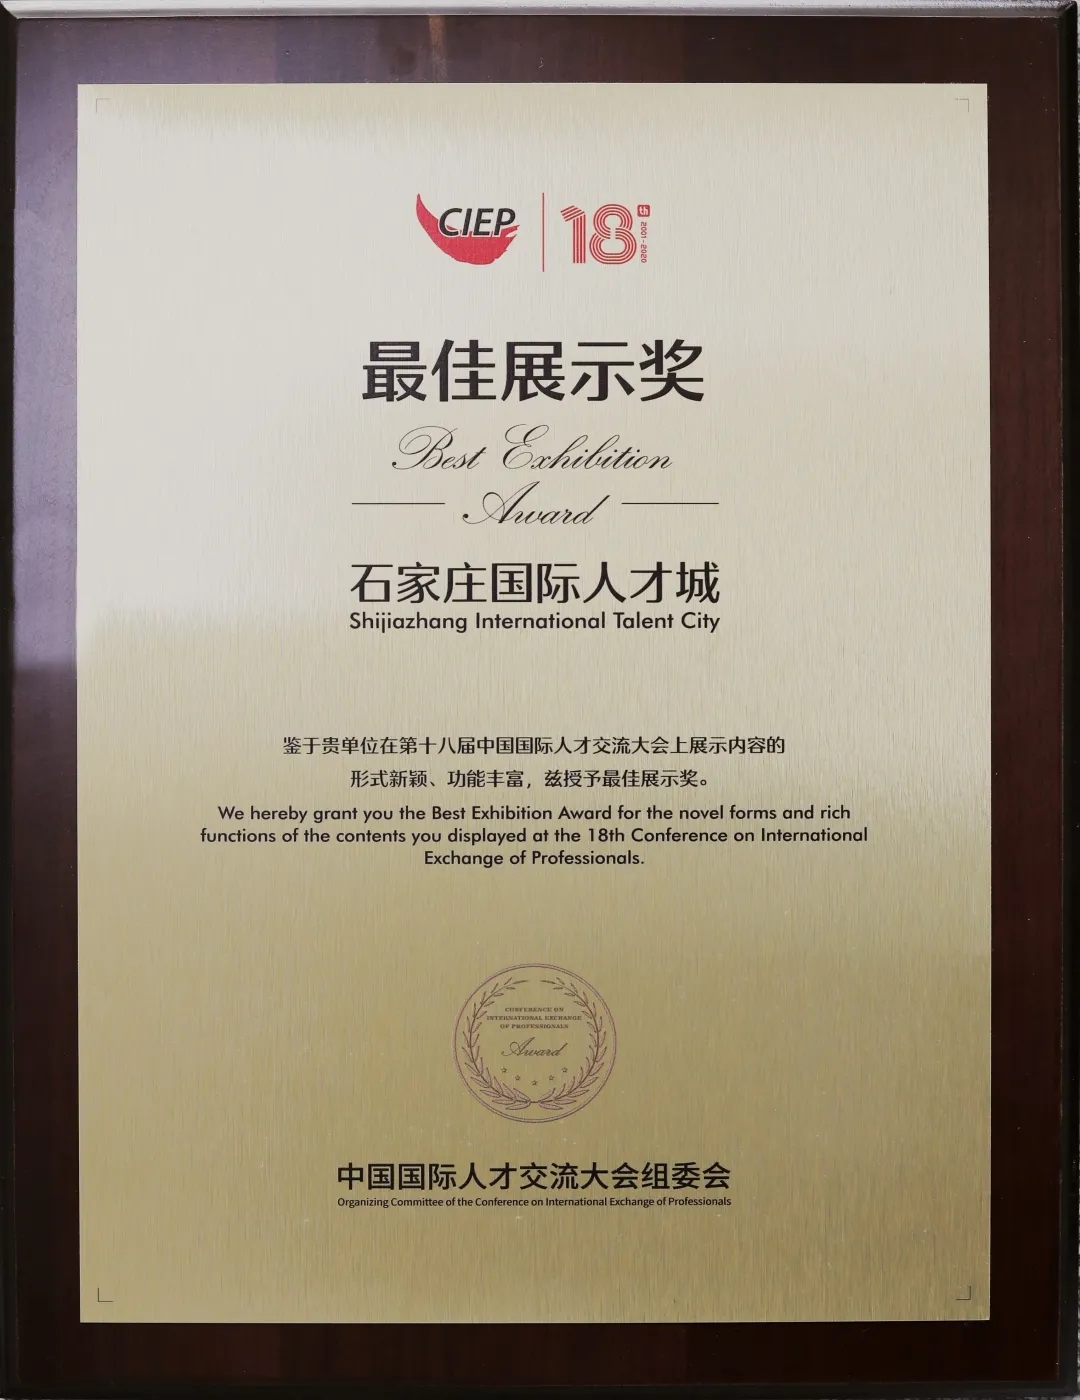 CIEP
18th
2001-2020
最佳展示奖
Best Exhibition
Award
石家庄国际人才城
Shijiazhang International Talent City
鉴于贵单位在第十八届中国国际人才交流大会上展示内容的
形式新颖、功能丰富，兹授予最佳展示奖。
We hereby grant you the Best Exhibition Award for the novel forms and rich
functions of the contents you displayed at the 18th Conference on International
Exchange of Professionals.
CONFERENCE ON
INTERNATIONAL EXCHANGE
OF PROFESSIONALS
Award
中国国际人才交流大会组委会
Organizing Committee of the Conference on International Exchange of Professionals